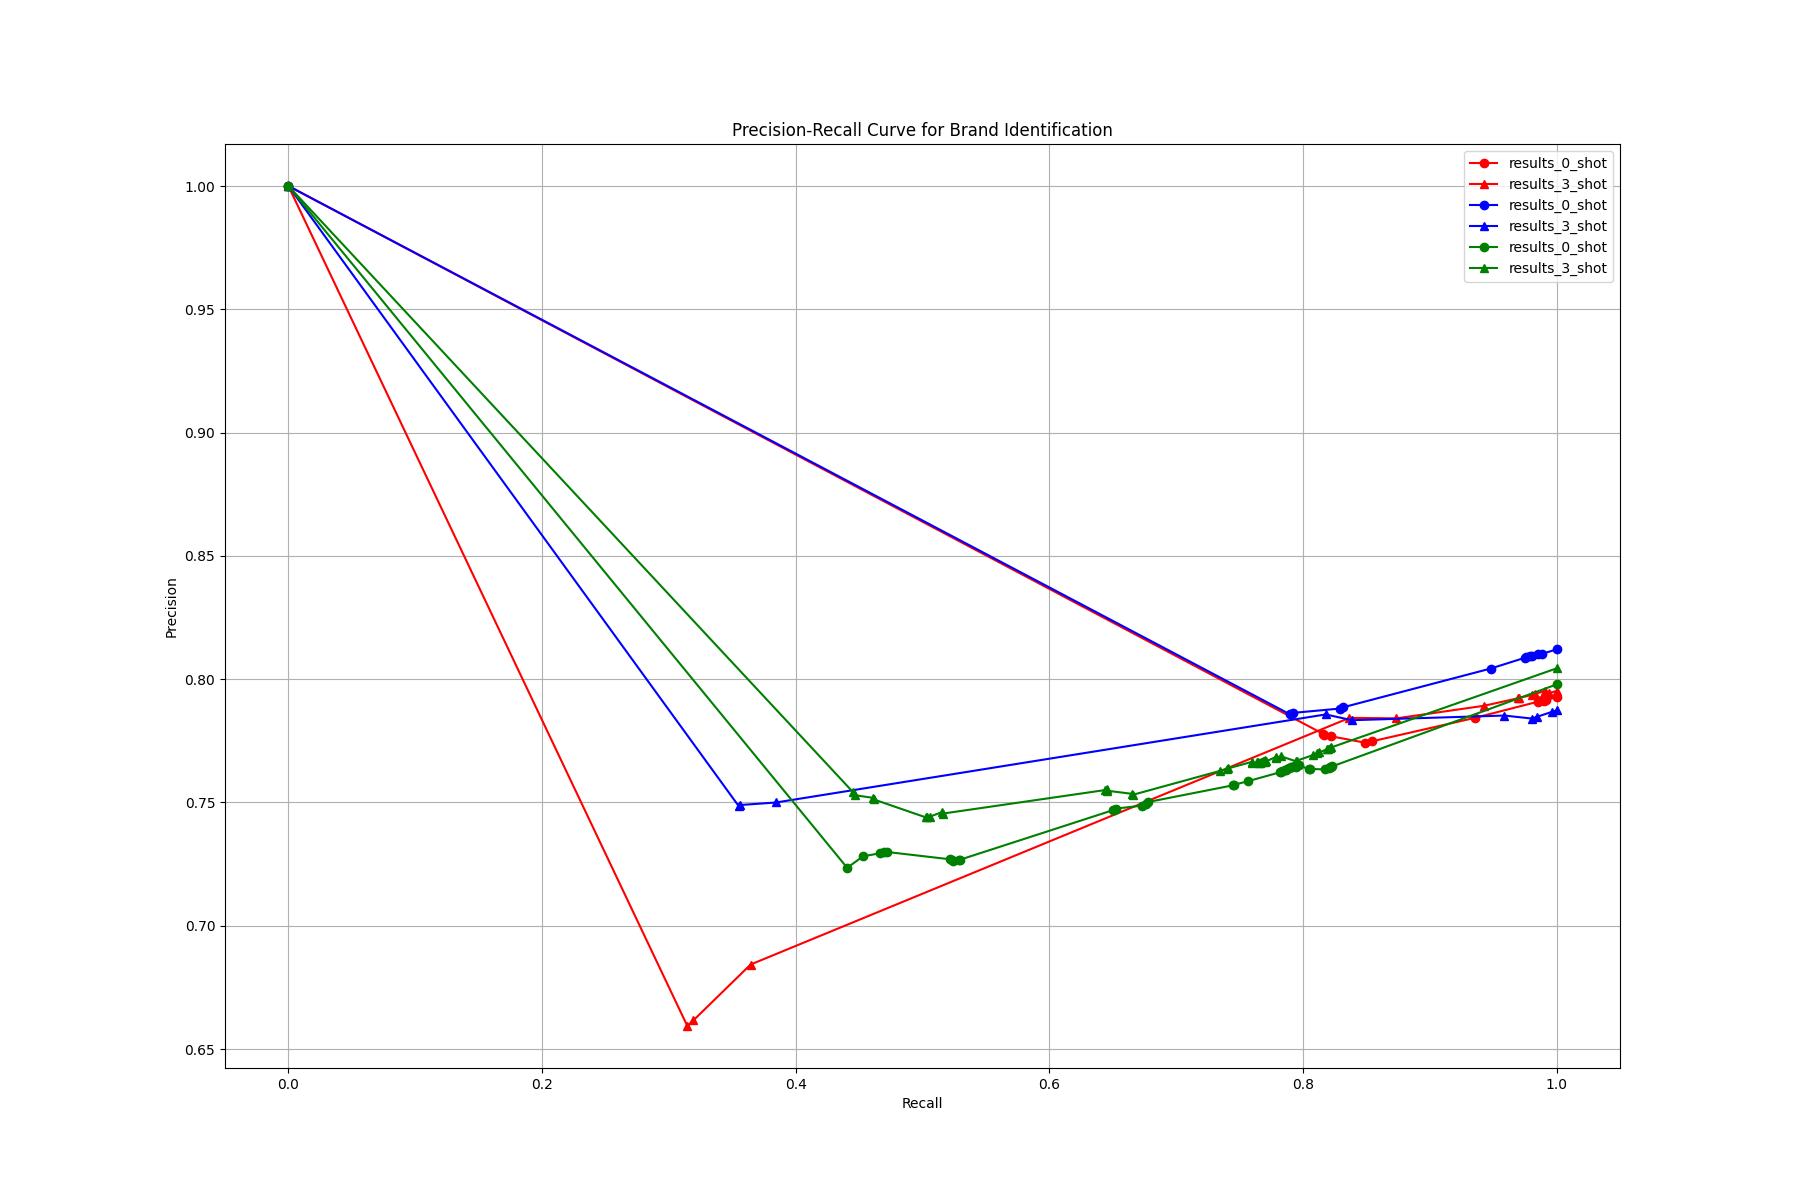 Precision-Recall Curve for Brand Identification
results_0_shot
results_3_shot
results_0_shot
results_3_shot
results_0_shot
results_3_shot
1.00
0.95
0.90
0.85
0.80
0.75
0.70
0.65
Precision
0.0 0.2 0.4 0.6 0.8 1.0
Recall